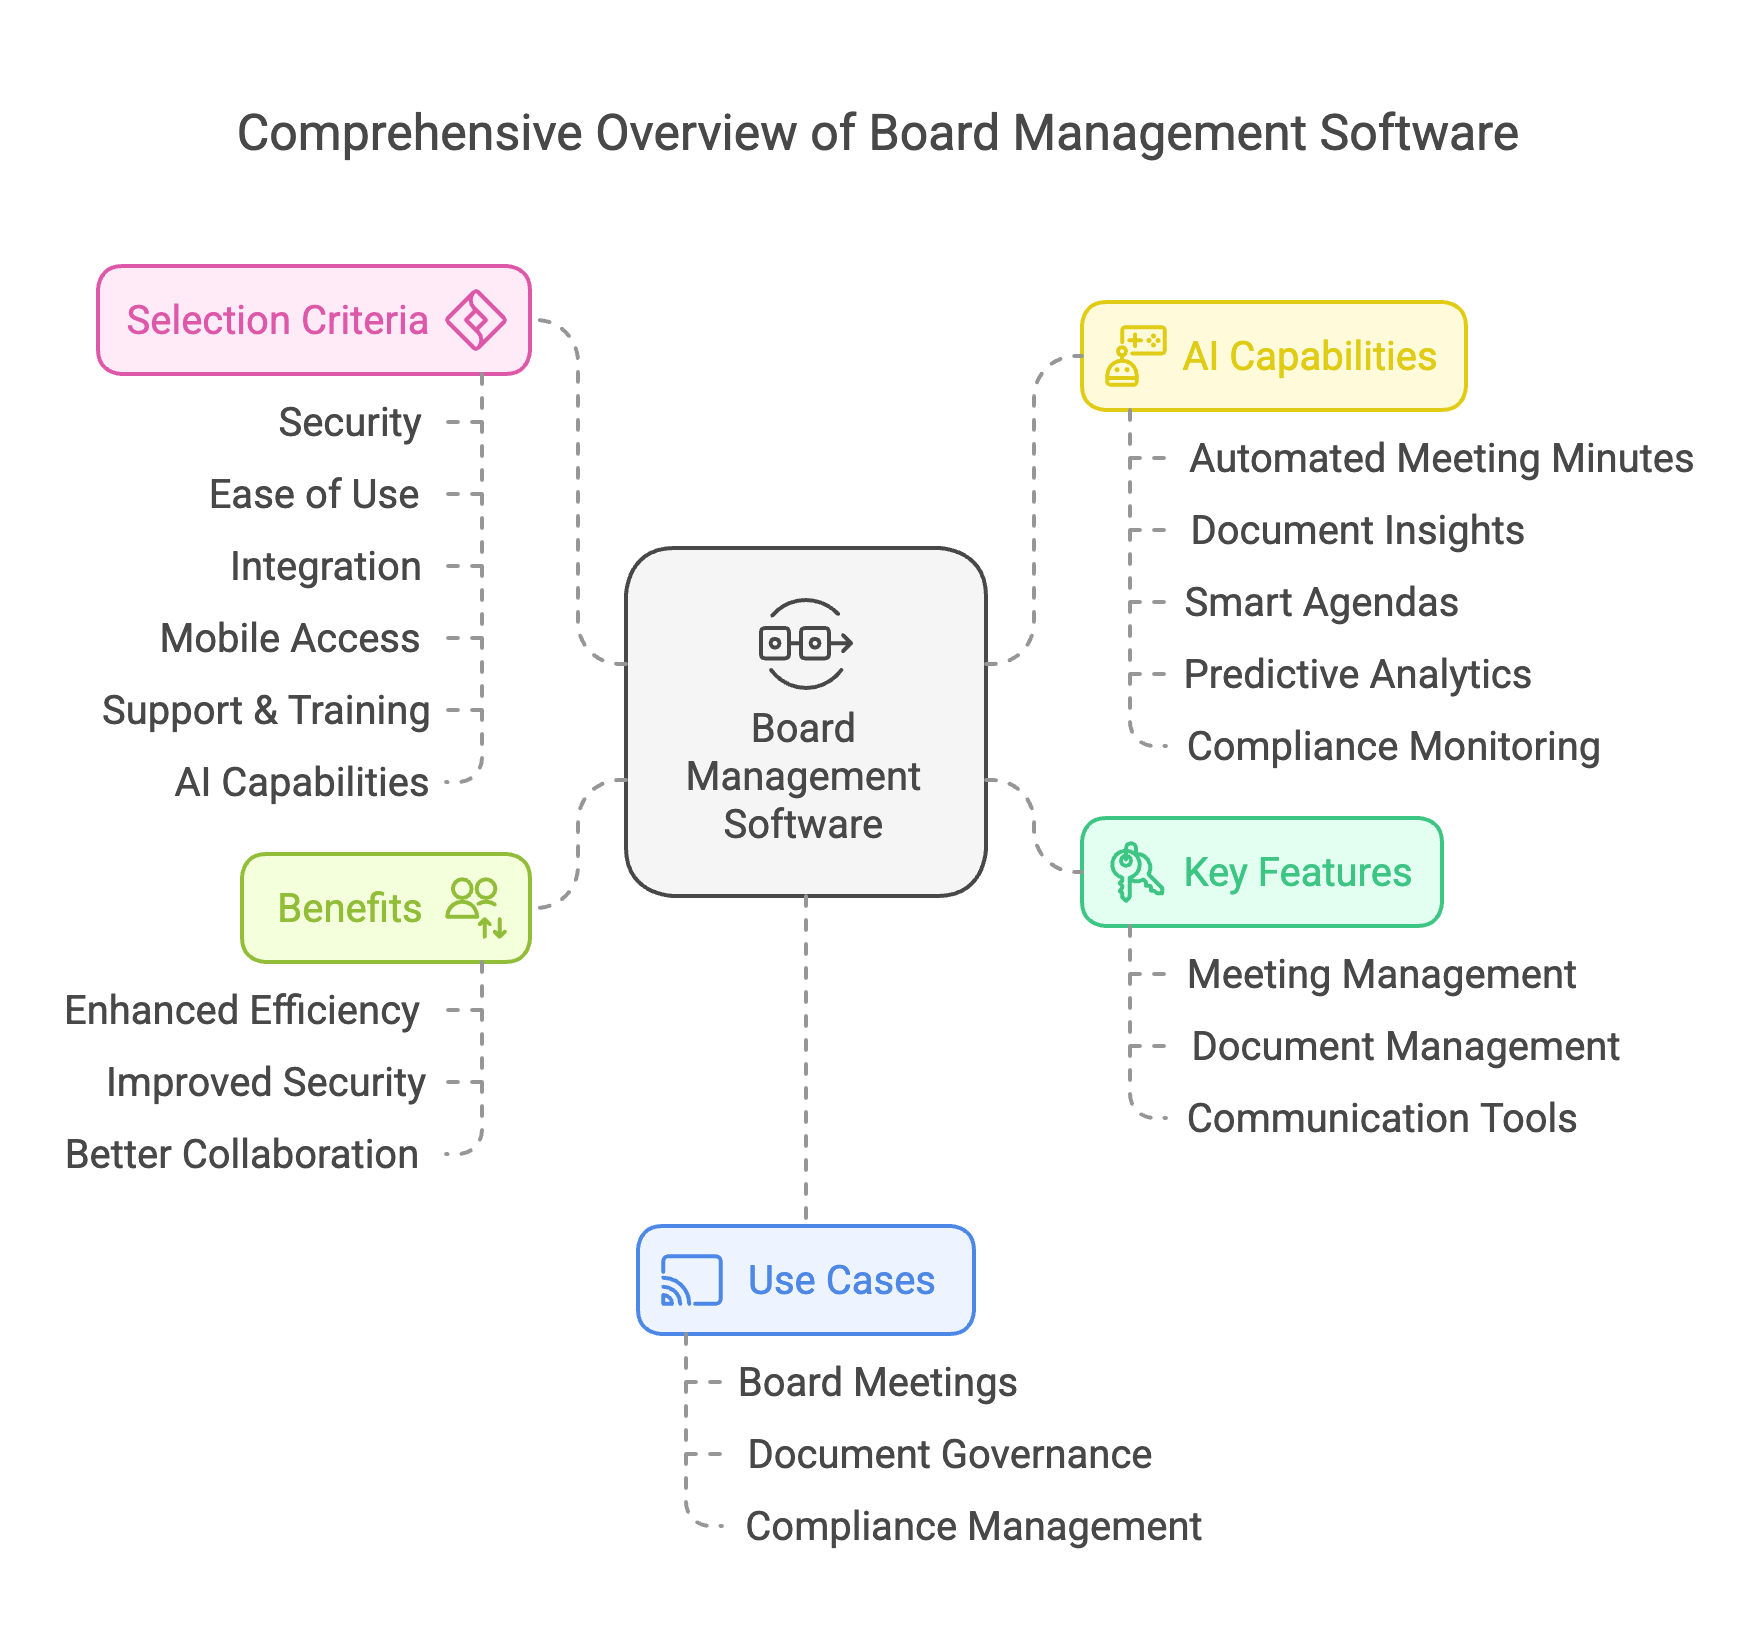 Comprehensive Overview of Board Management Software
Selection Criteria
Security
Ease of Use
Integration
Mobile Access
Support & Training
AI Capabilities
Benefits
Enhanced Efficiency
Improved Security
Better Collaboration
Board
Management
Software
AI Capabilities
Automated Meeting Minutes
Document Insights
Smart Agendas
Predictive Analytics
Compliance Monitoring
Key Features
Meeting Management
Document Management
Communication Tools
Use Cases
Board Meetings
Document Governance
Compliance Management